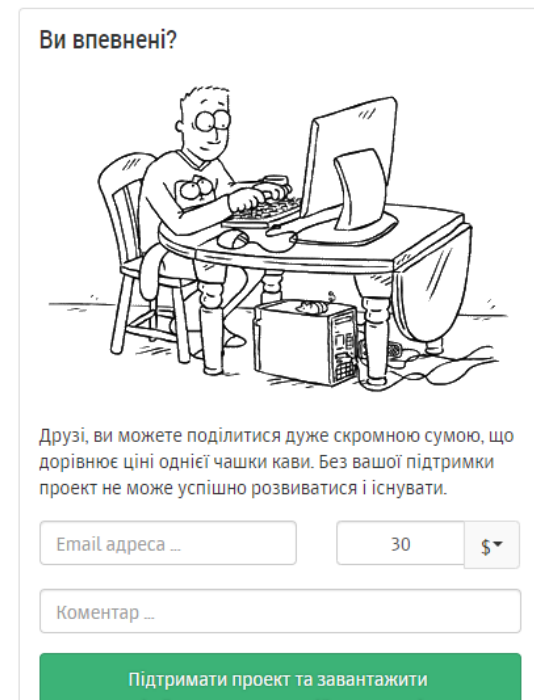 Ви впевнені?
Друзі, ви можете поділитися дуже скромною сумою, що
дорівнює ціні однієї чашки кави. Без вашої підтримки
проект не може успішно розвиватися і існувати.
Email адреса ...
30
$
Коментар ...
Підтримати проект та завантажити